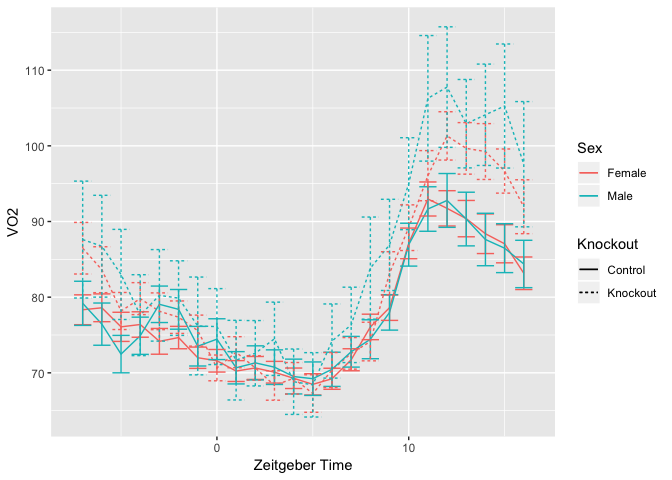 110
100
90
80
70
VO2
0
10
Zeitgeber Time
Sex
Female
Male
Knockout
Control
Knockout